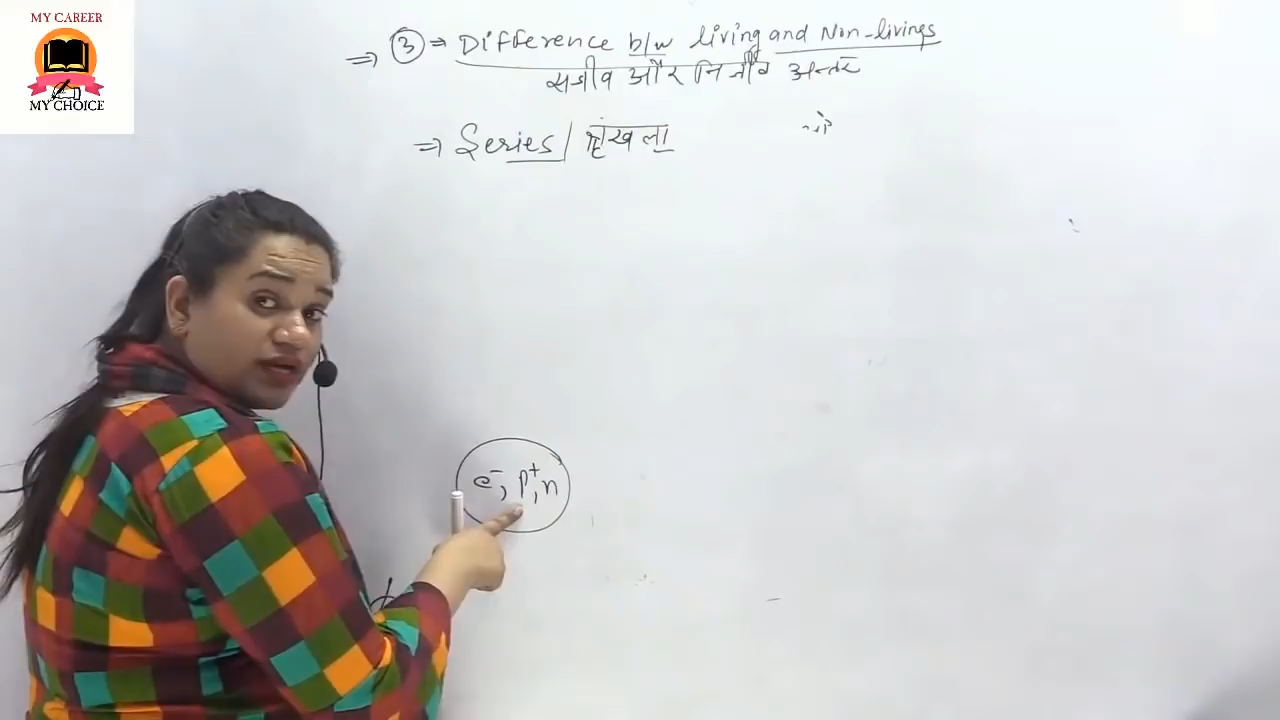 MY CAREER
MY CHOICE
⇒ ③ ⇒ Difference b/w living and Non-livings
सजीव और निर्जीव अन्तर
⇒ Series / शृंखला
e⁻, p⁺, n